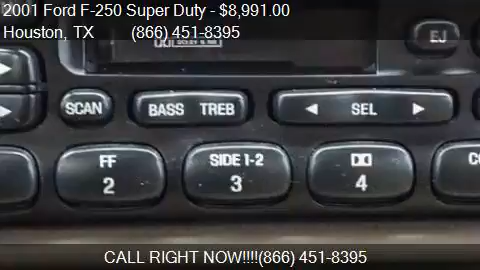 2001 Ford F-250 Super Duty - $8,991.00
Houston, TX (866) 451-8395
EJ
SCAN
BASS TREB
SEL
FF
2
SIDE 1-2
3
4
CO
CALL RIGHT NOW!!!!(866) 451-8395